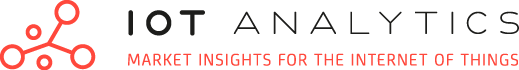 IOT ANALYTICS
MARKET INSIGHTS FOR THE INTERNET OF THINGS